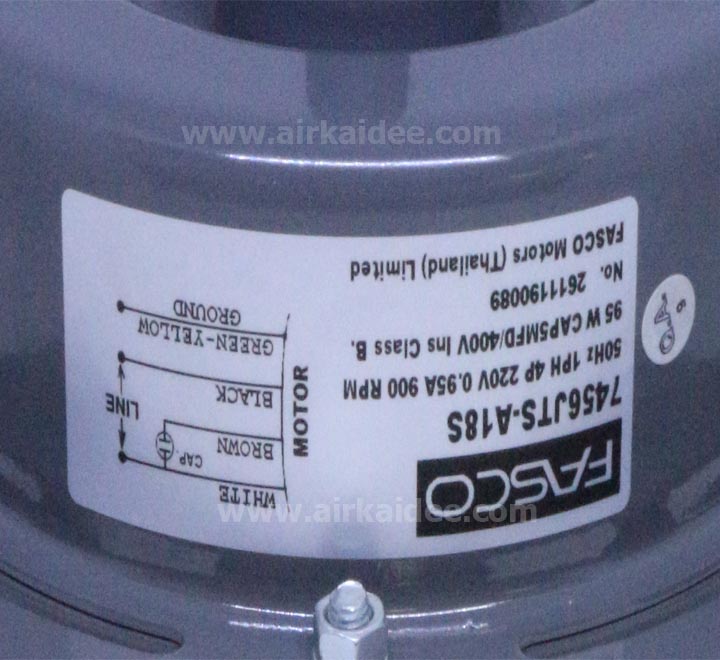 www.airkaidee.com
FASCO
7456JTS-A18S
50Hz 1PH 4P 220V 0.95A 900 RPM
95 W CAP5MFD/400V Ins Class B.
No. 2611190089
FASCO Motors (Thailand) Limited
WHITE
CAP.
BROWN
LINE
MOTOR
BLACK
GREEN-YELLOW
GROUND
www.airkaidee.com